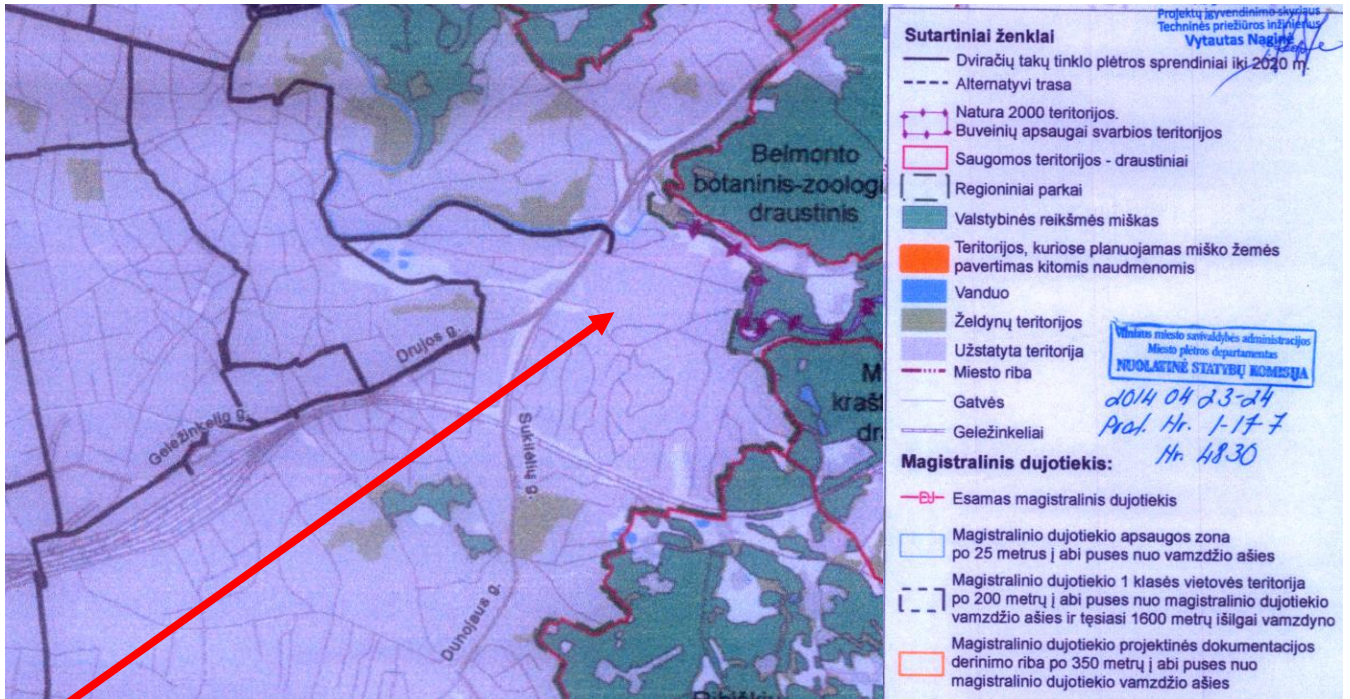 Belmonto
botaninis-zoologi
draustinis
Drujos g.
Geležinkelio g.
Sukilėlių g.
Dunojaus g.
M
krašt
dr
Projektų įgyvendinimo skyriaus
Techninės priežiūros inžinierius
Vytautas Naginė
Sutartiniai ženklai
Dviračių takų tinklo plėtros sprendiniai iki 2020 m.
Alternatyvi trasa
Natura 2000 teritorijos.
Buveinių apsaugai svarbios teritorijos
Saugomos teritorijos - draustiniai
Regioniniai parkai
Valstybinės reikšmės miškas
Teritorijos, kuriose planuojamas miško žemės
pavertimas kitomis naudmenomis
Vanduo
Želdynų teritorijos
Užstatyta teritorija
Miesto riba
Gatvės
Geležinkeliai
Vilniaus miesto savivaldybės administracijos
Miesto plėtros departamentas
NUOLATINĖ STATYBŲ KOMISIJA
2014 04 23-24
Prot. Nr. 1-17-7
Nr. 4830
Magistralinis dujotiekis:
DJ
Esamas magistralinis dujotiekis
Magistralinio dujotiekio apsaugos zona
po 25 metrus į abi puses nuo vamzdžio ašies
Magistralinio dujotiekio 1 klasės vietovės teritorija
po 200 metrų į abi puses nuo magistralinio dujotiekio
vamzdžio ašies ir tęsiasi 1600 metrų išilgai vamzdyno
Magistralinio dujotiekio projektinės dokumentacijos
derinimo riba po 350 metrų į abi puses nuo
magistralinio dujotiekio vamzdžio ašies